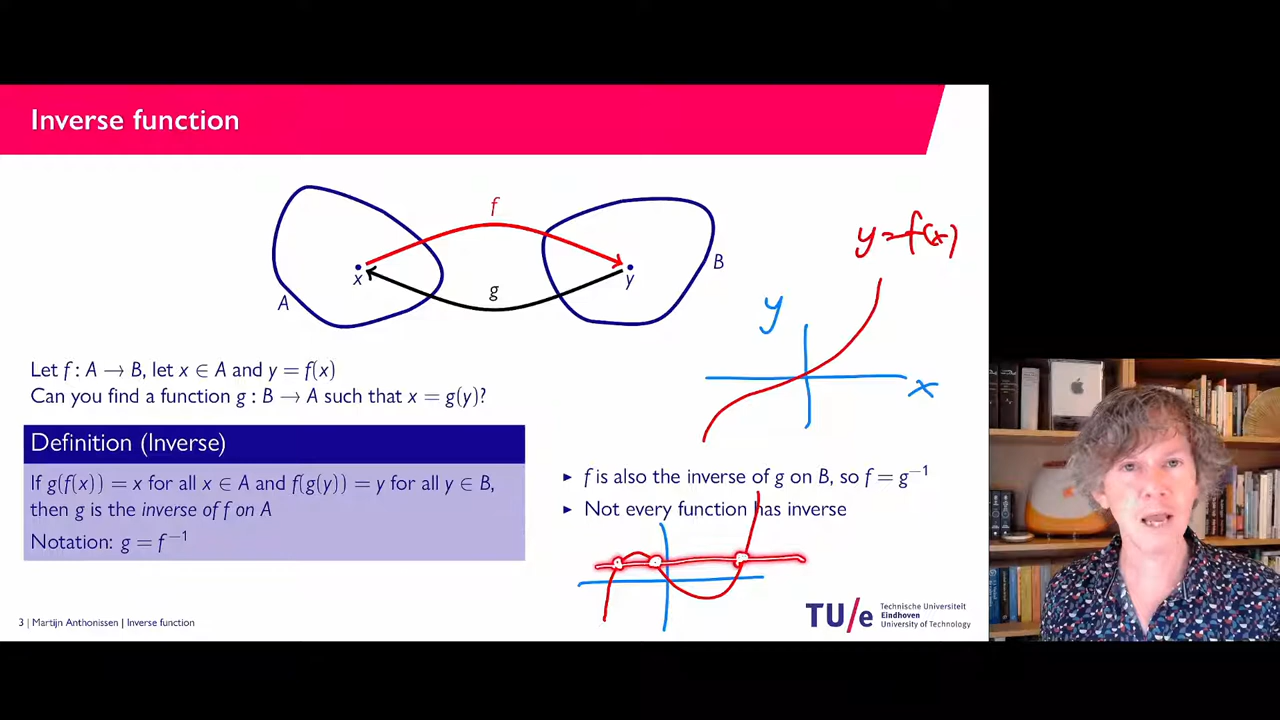 Inverse function
f
y=f(x)
x
y
B
g
A
y
x
Let f : A → B, let x ∈ A and y = f(x)
Can you find a function g : B → A such that x = g(y)?
Definition (Inverse)
If g(f(x)) = x for all x ∈ A and f(g(y)) = y for all y ∈ B,
then g is the inverse of f on A
Notation: g = f⁻¹
▸ f is also the inverse of g on B, so f = g⁻¹
▸ Not every function has inverse
3 | Martijn Anthonissen | Inverse function
TU/e
Technische Universiteit
Eindhoven
University of Technology